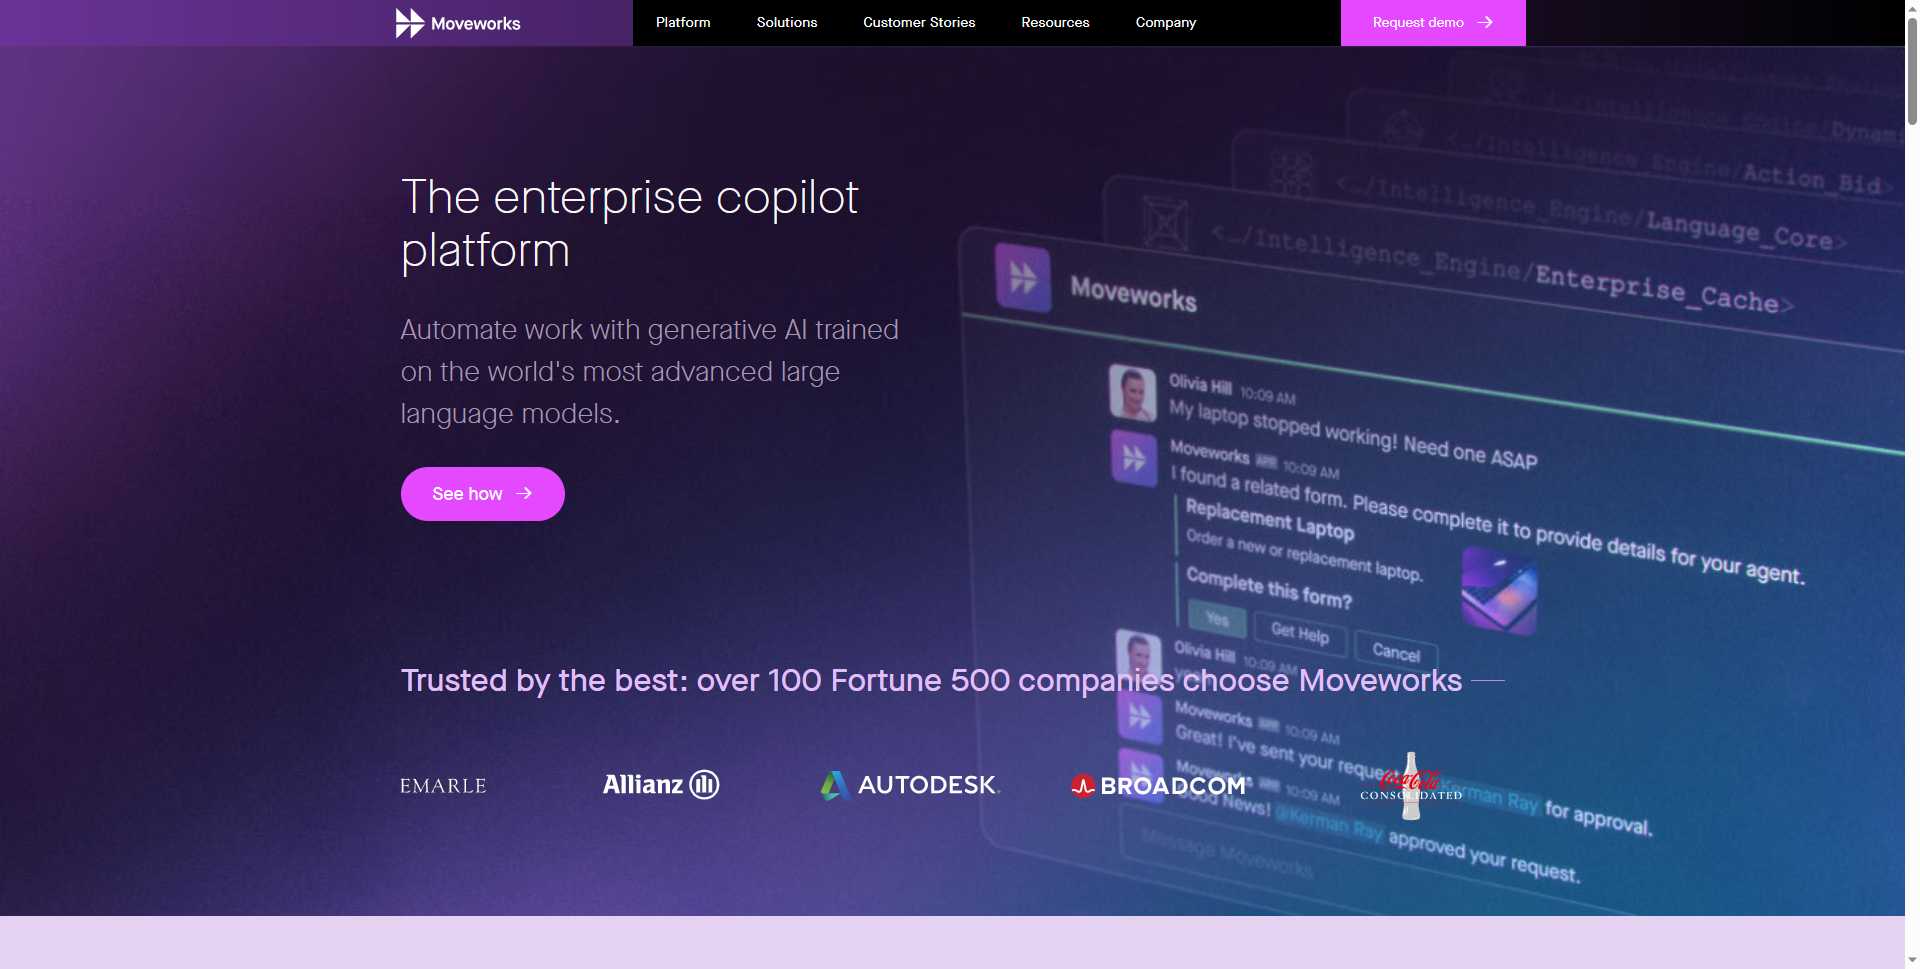 Moveworks
Platform
Solutions
Customer Stories
Resources
Company
Request demo
The enterprise copilot
platform
Automate work with generative AI trained
on the world's most advanced large
language models.
See how
<_/Intelligence_Engine/Dynami
<_/Intelligence_Engine/Action_Bid>
<_/Intelligence_Engine/Language_Core>
<_/Intelligence_Engine/Enterprise_Cache>
Moveworks
Olivia Hill 10:09 AM
My laptop stopped working! Need one ASAP
Moveworks APP 10:09 AM
I found a related form. Please complete it to provide details for your agent.
Replacement Laptop
Order a new or replacement laptop.
Complete this form?
Yes
Get Help
Cancel
Olivia Hill 10:09 AM
Trusted by the best: over 100 Fortune 500 companies choose Moveworks
Moveworks APP 10:09 AM
Great! I've sent your request @Kerman Ray for approval.
Moveworks APP 10:09 AM
Good News! @Kerman Ray approved your request.
Message Moveworks
EMARLE
Allianz
AUTODESK
BROADCOM
Coca-Cola
CONSOLIDATED